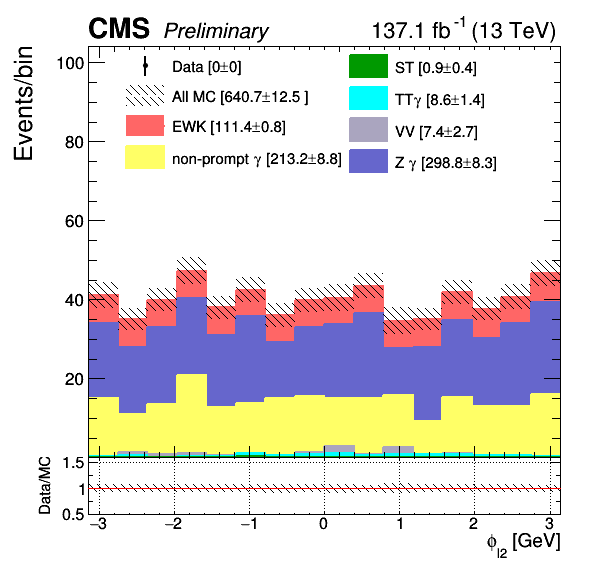 CMS Preliminary 137.1 fb⁻¹ (13 TeV)
Events/bin
100
80
60
40
20
Data [0±0]
All MC [640.7±12.5 ]
EWK [111.4±0.8]
non-prompt γ [213.2±8.8]
ST [0.9±0.4]
TTγ [8.6±1.4]
VV [7.4±2.7]
Z γ [298.8±8.3]
Data/MC
1.5
1
0.5
−3 −2 −1 0 1 2 3
ϕ_l2 [GeV]